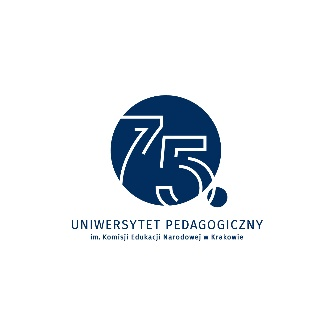 75.
UNIWERSYTET PEDAGOGICZNY
im. Komisji Edukacji Narodowej w Krakowie